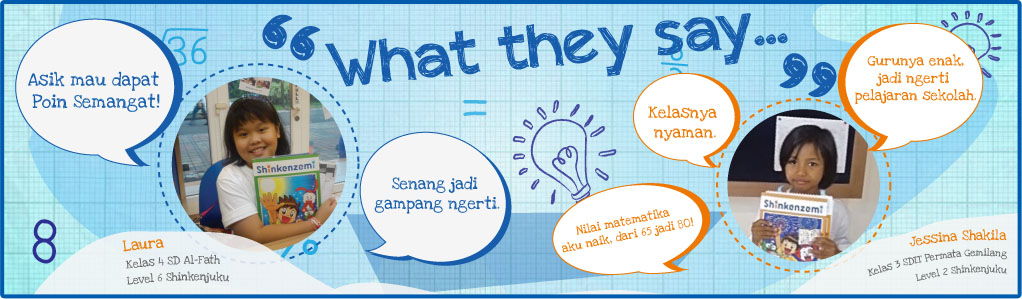 “What they say...”
√36
Asik mau dapat
Poin Semangat!
Shinkenzemi
Senang jadi
gampang ngerti.
8
Laura
Kelas 4 SD Al-Fath
Level 6 Shinkenjuku
=
Kelasnya
nyaman.
Gurunya enak,
jadi ngerti
pelajaran sekolah.
Shinkenzemi
Nilai matematika
aku naik, dari 65 jadi 80!
Jessina Shakila
Kelas 3 SDIT Permata Gemilang
Level 2 Shinkenjuku